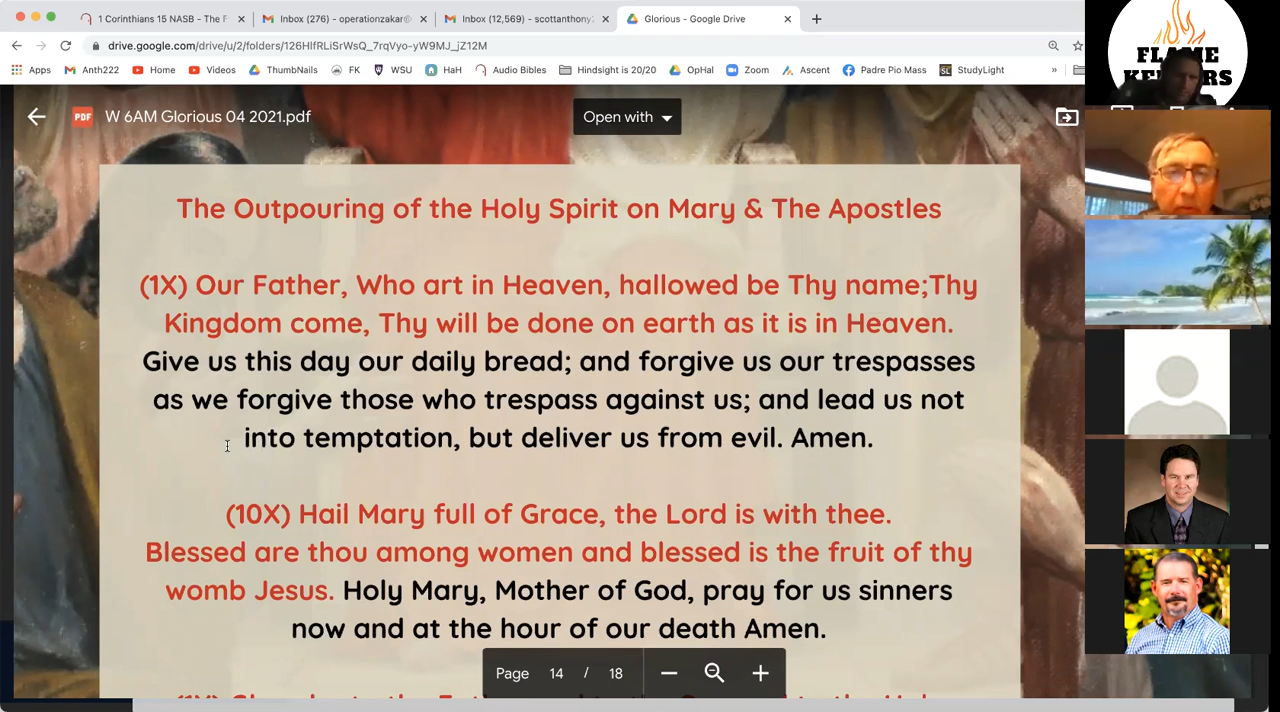 1 Corinthians 15 NASB - The F
Inbox (276) - operationzakar@
Inbox (12,569) - scottanthony
Glorious - Google Drive
drive.google.com/drive/u/2/folders/126HIfRLiSrWsQ_7rqVyo-yW9MJ_jZ12M
Apps Anth222 Home Videos ThumbNails FK WSU HaH Audio Bibles Hindsight is 20/20 OpHal Zoom Ascent Padre Pio Mass StudyLight »
FLAME
W 6AM Glorious 04 2021.pdf
Open with
The Outpouring of the Holy Spirit on Mary & The Apostles
(1X) Our Father, Who art in Heaven, hallowed be Thy name;Thy
Kingdom come, Thy will be done on earth as it is in Heaven.
Give us this day our daily bread; and forgive us our trespasses
as we forgive those who trespass against us; and lead us not
into temptation, but deliver us from evil. Amen.
(10X) Hail Mary full of Grace, the Lord is with thee.
Blessed are thou among women and blessed is the fruit of thy
womb Jesus. Holy Mary, Mother of God, pray for us sinners
now and at the hour of our death Amen.
Page 14 / 18